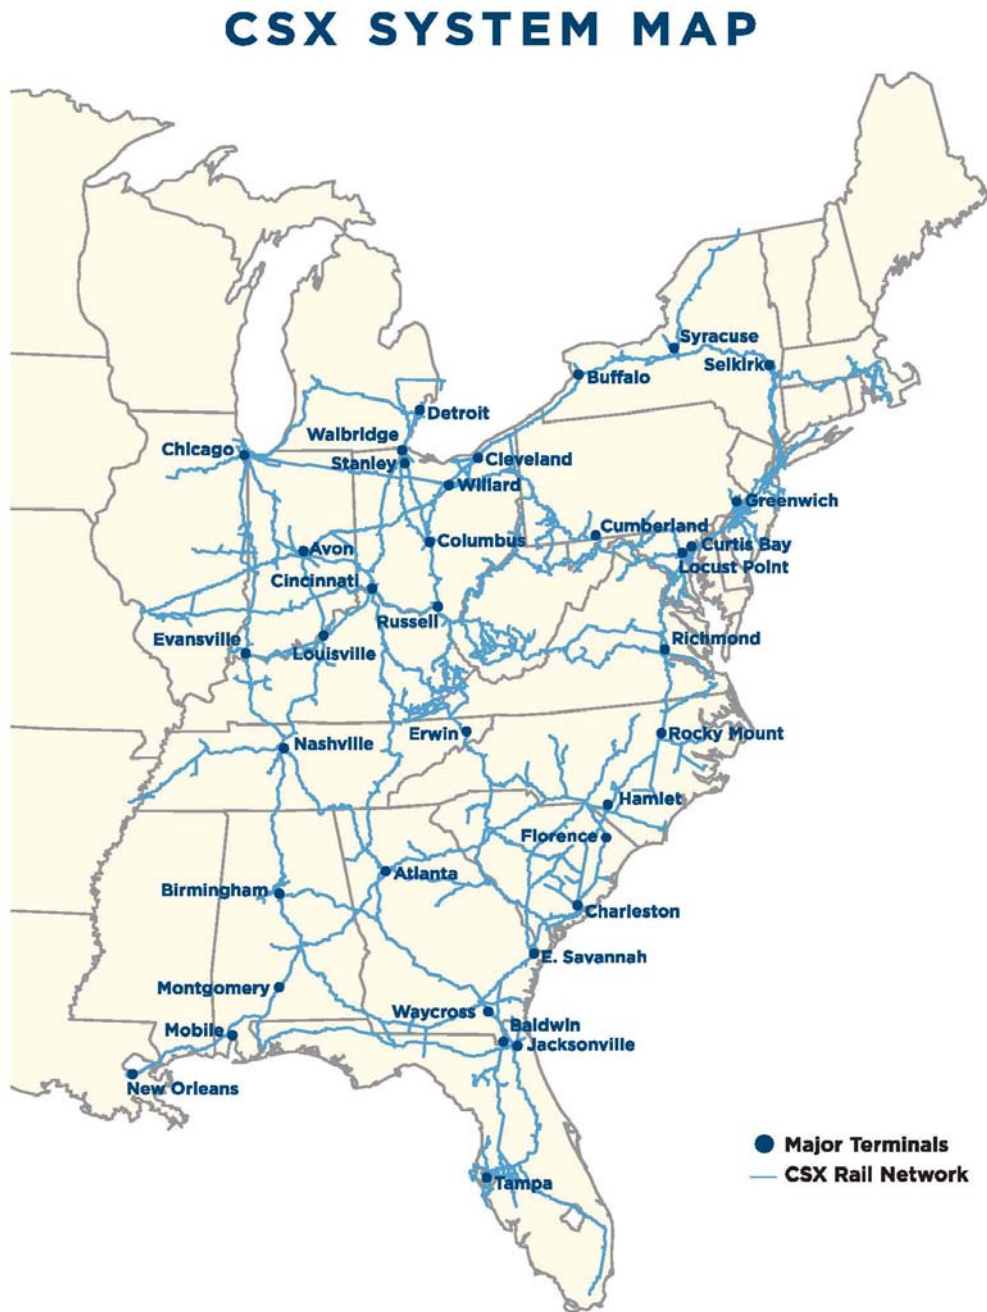 CSX SYSTEM MAP
Syracuse
Selkirk
Buffalo
Detroit
Walbridge
Chicago
Stanley
Cleveland
Willard
Greenwich
Cumberland
Columbus
Avon
Curtis Bay
Locust Point
Cincinnati
Russell
Evansville
Louisville
Richmond
Erwin
Rocky Mount
Nashville
Hamlet
Florence
Atlanta
Birmingham
Charleston
E. Savannah
Montgomery
Waycross
Baldwin
Mobile
Jacksonville
New Orleans
Major Terminals
CSX Rail Network
Tampa